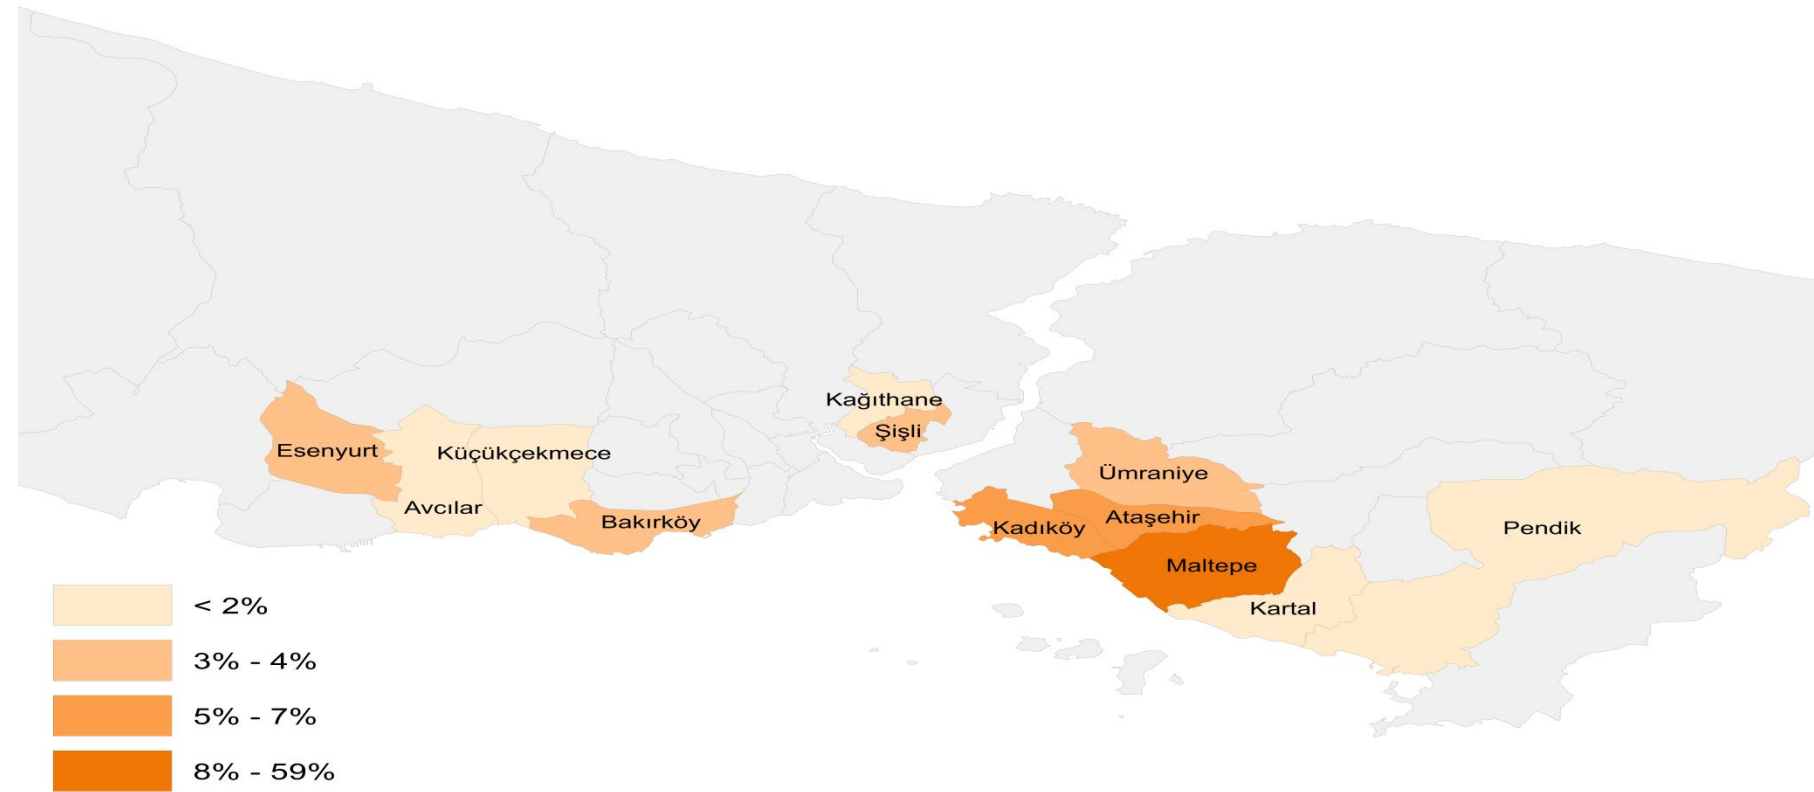 Kağıthane
Şişli
Esenyurt
Küçükçekmece
Avcılar
Bakırköy
Ümraniye
Ataşehir
Kadıköy
Maltepe
Pendik
Kartal
< 2%
3% - 4%
5% - 7%
8% - 59%